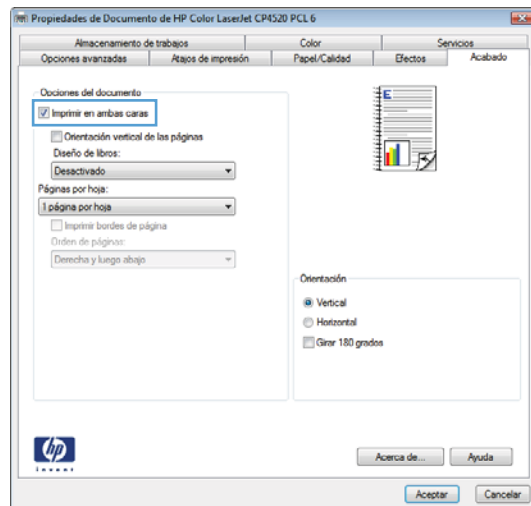 Propiedades de Documento de HP Color LaserJet CP4520 PCL 6
Almacenamiento de trabajos Color Servicios
Opciones avanzadas Atajos de impresión Papel/Calidad Efectos Acabado
Opciones del documento
Imprimir en ambas caras
Orientación vertical de las páginas
Diseño de libros:
Desactivado
Páginas por hoja:
1 página por hoja
Imprimir bordes de página
Orden de páginas:
Derecha y luego abajo
E
Orientación
Vertical
Horizontal
Girar 180 grados
hp
invent
Acerca de... Ayuda
Aceptar Cancelar